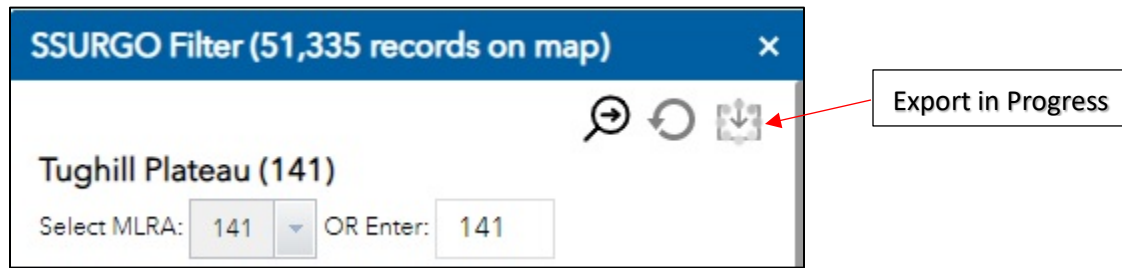 SSURGO Filter (51,335 records on map) ×
Export in Progress
Tughill Plateau (141)
Select MLRA: 141 OR Enter: 141